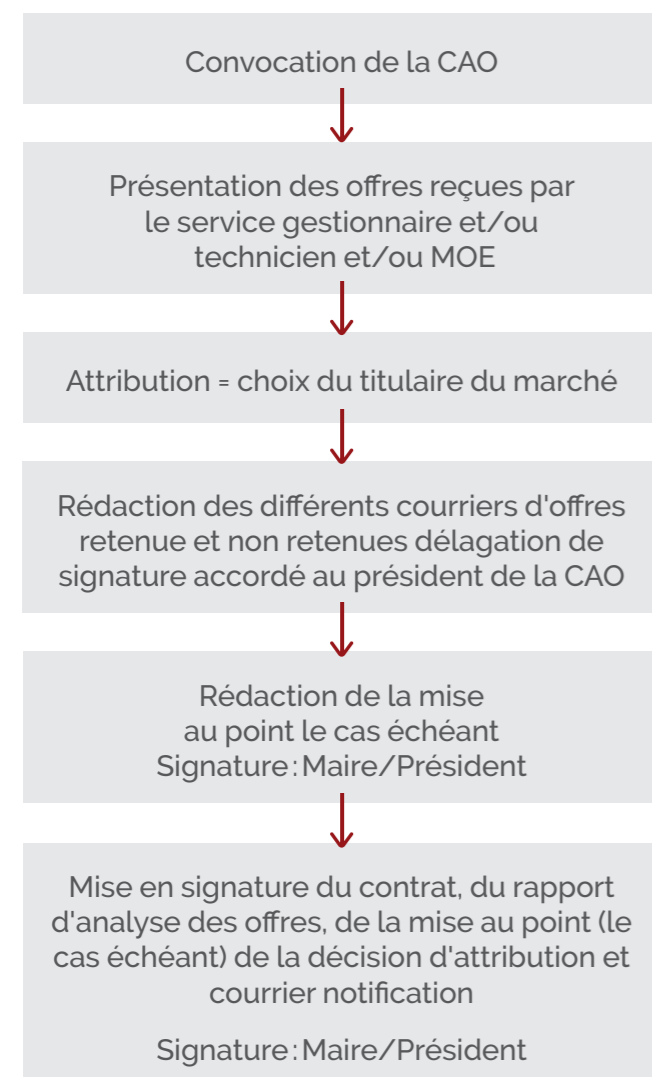 Convocation de la CAO
Présentation des offres reçues par
le service gestionnaire et/ou
technicien et/ou MOE
Attribution = choix du titulaire du marché
Rédaction des différents courriers d'offres
retenue et non retenues délagation de
signature accordé au président de la CAO
Rédaction de la mise
au point le cas échéant
Signature : Maire/Président
Mise en signature du contrat, du rapport
d'analyse des offres, de la mise au point (le
cas échéant) de la décision d'attribution et
courrier notification
Signature : Maire/Président